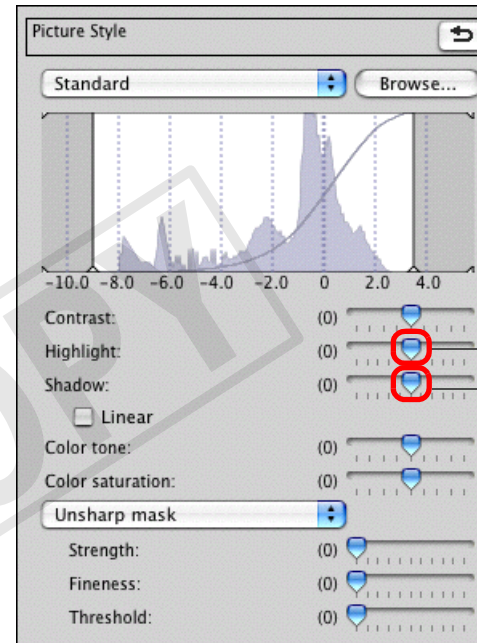 Picture Style
Standard Browse...
-10.0 -8.0 -6.0 -4.0 -2.0 0 2.0 4.0
Contrast: (0)
Highlight: (0)
Shadow: (0)
Linear
Color tone: (0)
Color saturation: (0)
Unsharp mask
Strength: (0)
Fineness: (0)
Threshold: (0)
OPY